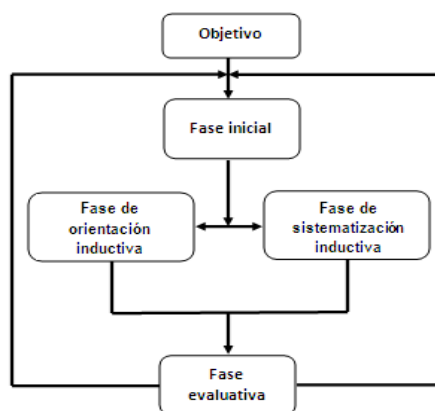 Objetivo
Fase inicial
Fase de
orientación
inductiva
Fase de
sistematización
inductiva
Fase
evaluativa